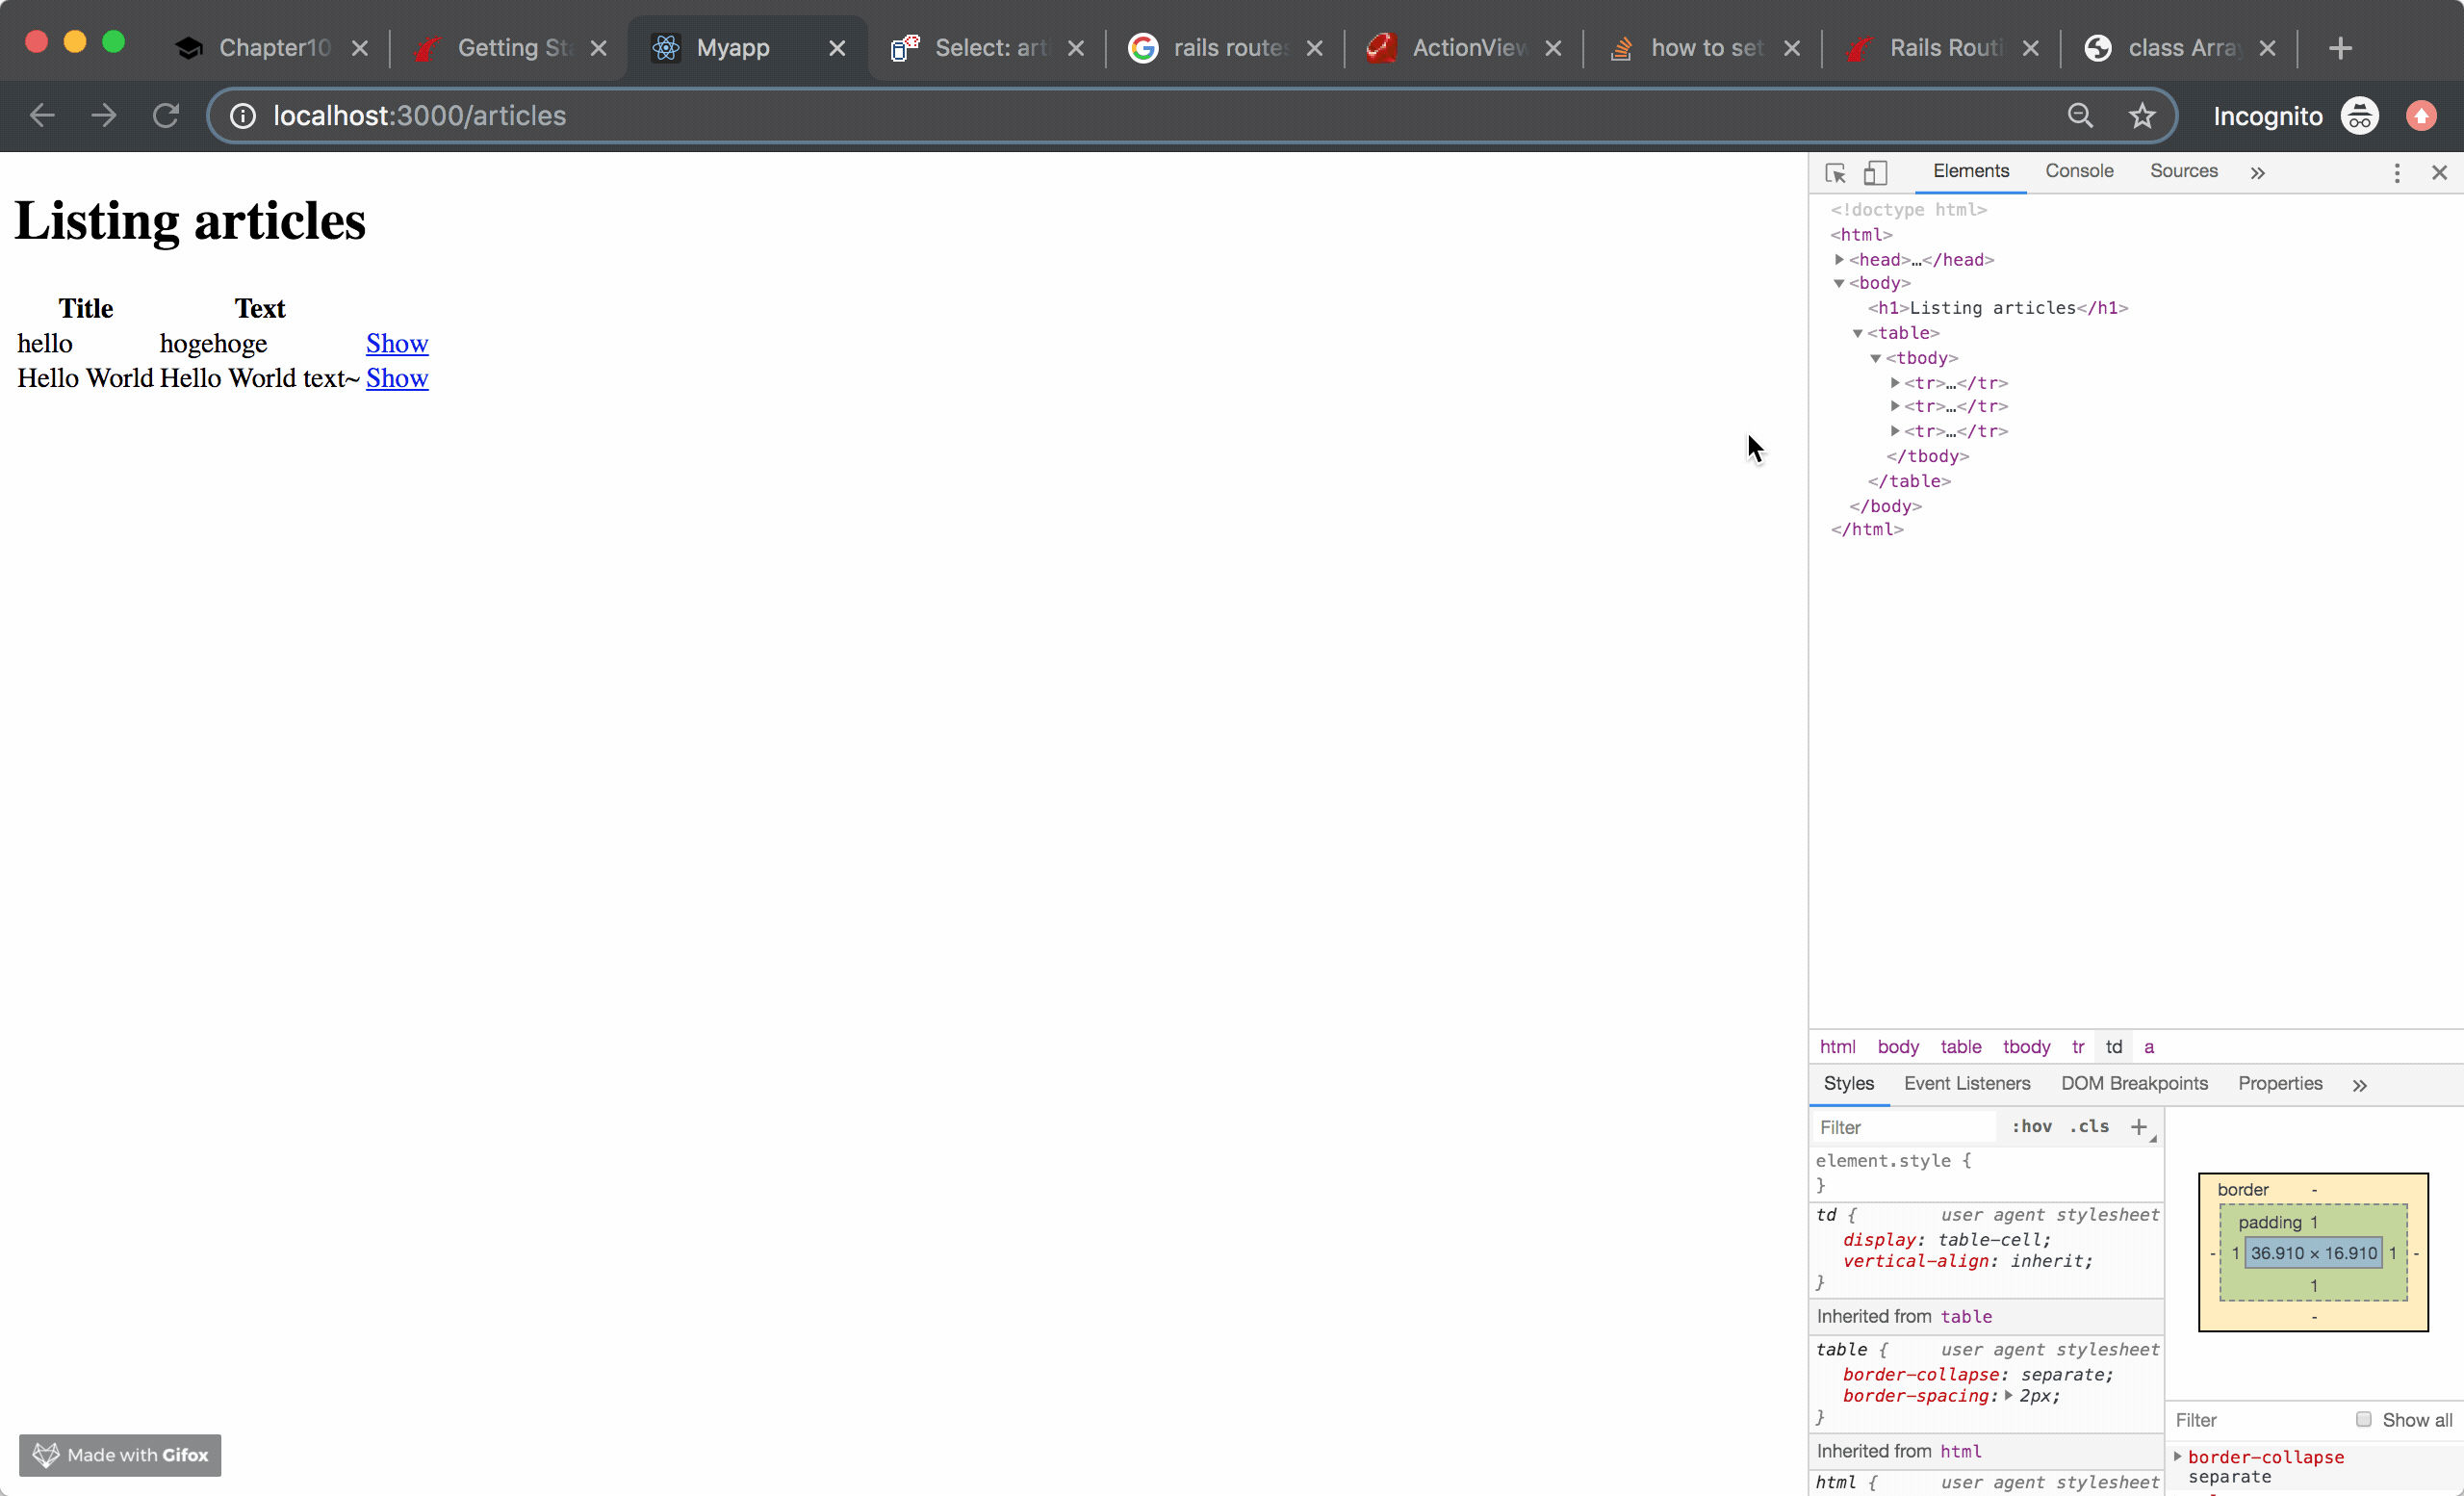 Chapter10
Getting St
Myapp
Select: art
rails routes
ActionView
how to set
Rails Routi
class Array
localhost:3000/articles
Incognito
Listing articles
Title Text
hello hogehoge Show
Hello World Hello World text~ Show
Elements Console Sources »
<!doctype html>
<html>
<head>…</head>
<body>
<h1>Listing articles</h1>
<table>
<tbody>
<tr>…</tr>
<tr>…</tr>
<tr>…</tr>
</tbody>
</table>
</body>
</html>
html body table tbody tr td a
Styles Event Listeners DOM Breakpoints Properties »
Filter :hov .cls +
element.style {
}
td { user agent stylesheet
display: table-cell;
vertical-align: inherit;
}
Inherited from table
table { user agent stylesheet
border-collapse: separate;
border-spacing: 2px;
}
Inherited from html
html { user agent stylesheet
border -
padding 1
- 1 36.910 × 16.910 1 -
1
-
Filter Show all
border-collapse
separate
Made with Gifox